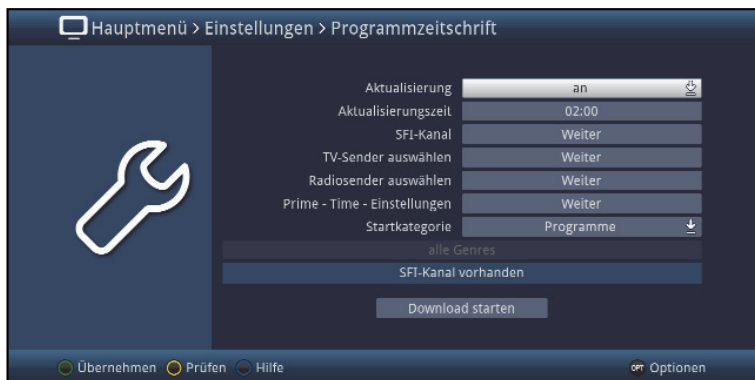 Hauptmenü > Einstellungen > Programmzeitschrift
Aktualisierung an
Aktualisierungszeit 02:00
SFI-Kanal Weiter
TV-Sender auswählen Weiter
Radiosender auswählen Weiter
Prime - Time - Einstellungen Weiter
Startkategorie Programme
alle Genres
SFI-Kanal vorhanden
Download starten
Übernehmen Prüfen Hilfe OPT Optionen